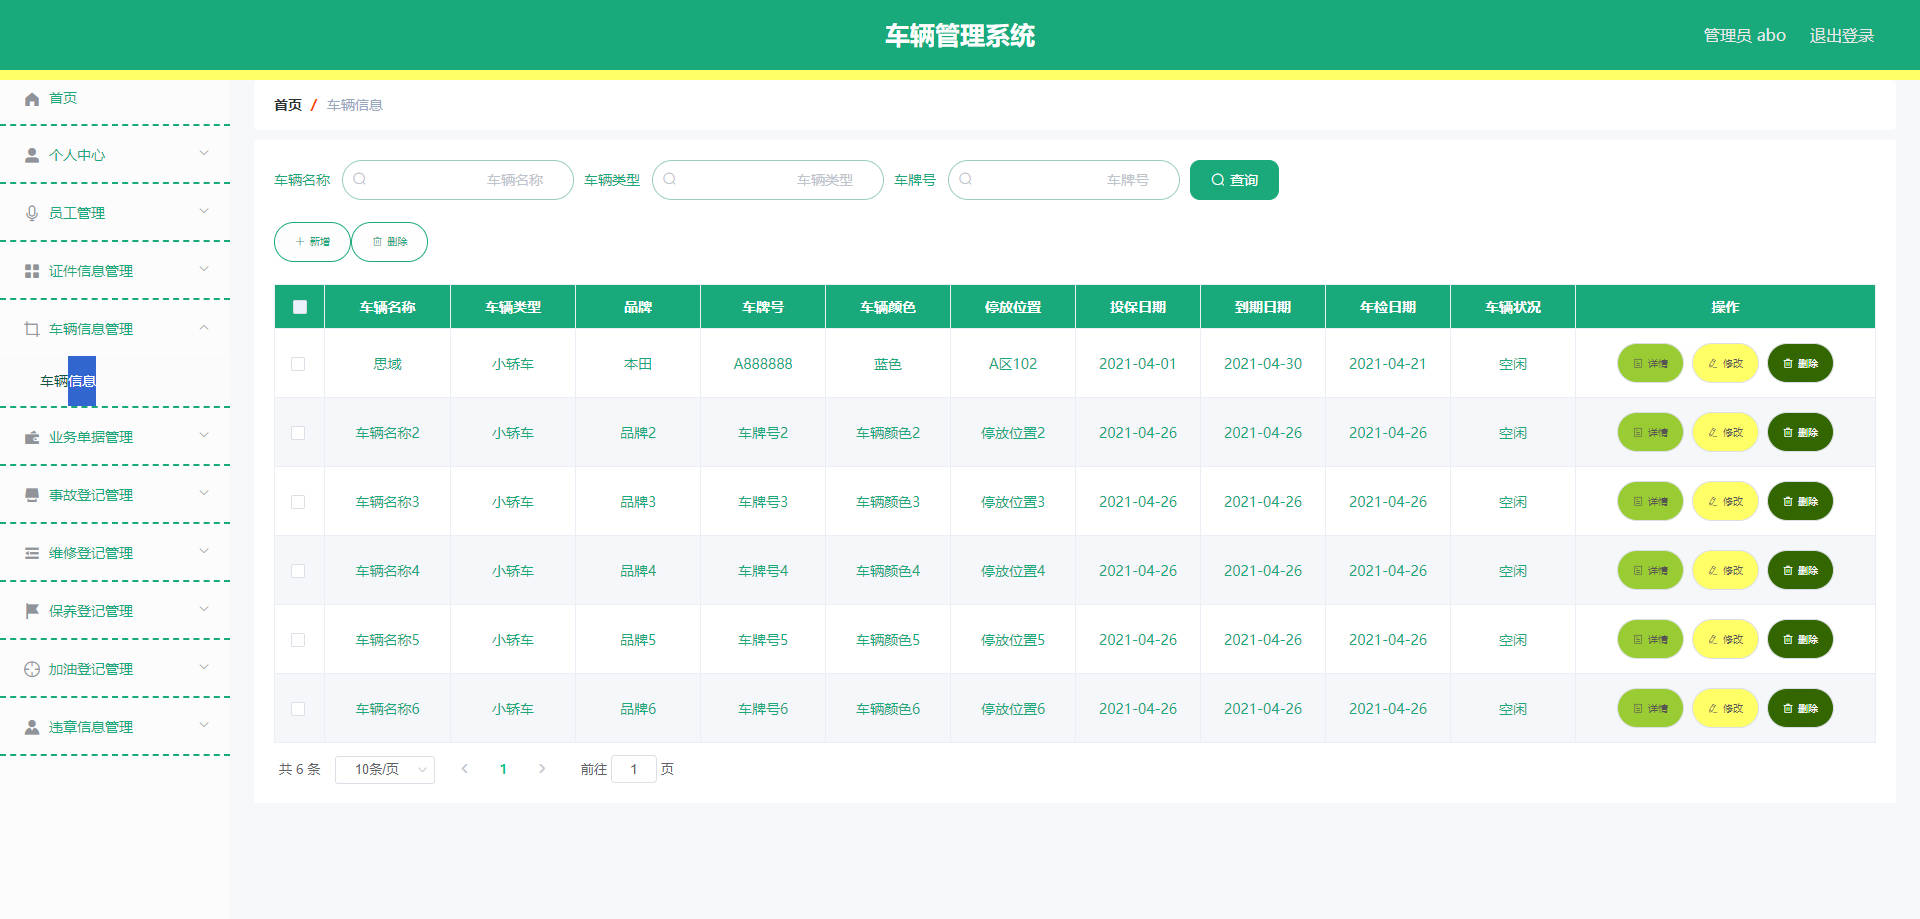 车辆管理系统
管理员 abo 退出登录
首页
个人中心
员工管理
证件信息管理
车辆信息管理
车辆信息
业务单据管理
事故登记管理
维修登记管理
保养登记管理
加油登记管理
违章信息管理
首页 / 车辆信息
车辆名称 车辆名称 车辆类型 车辆类型 车牌号 车牌号 查询
新增 删除
车辆名称 车辆类型 品牌 车牌号 车辆颜色 停放位置 投保日期 到期日期 年检日期 车辆状况 操作
思域 小轿车 本田 A888888 蓝色 A区102 2021-04-01 2021-04-30 2021-04-21 空闲 详情 修改 删除
车辆名称2 小轿车 品牌2 车牌号2 车辆颜色2 停放位置2 2021-04-26 2021-04-26 2021-04-26 空闲 详情 修改 删除
车辆名称3 小轿车 品牌3 车牌号3 车辆颜色3 停放位置3 2021-04-26 2021-04-26 2021-04-26 空闲 详情 修改 删除
车辆名称4 小轿车 品牌4 车牌号4 车辆颜色4 停放位置4 2021-04-26 2021-04-26 2021-04-26 空闲 详情 修改 删除
车辆名称5 小轿车 品牌5 车牌号5 车辆颜色5 停放位置5 2021-04-26 2021-04-26 2021-04-26 空闲 详情 修改 删除
车辆名称6 小轿车 品牌6 车牌号6 车辆颜色6 停放位置6 2021-04-26 2021-04-26 2021-04-26 空闲 详情 修改 删除
共 6 条 10条/页 1 前往 1 页